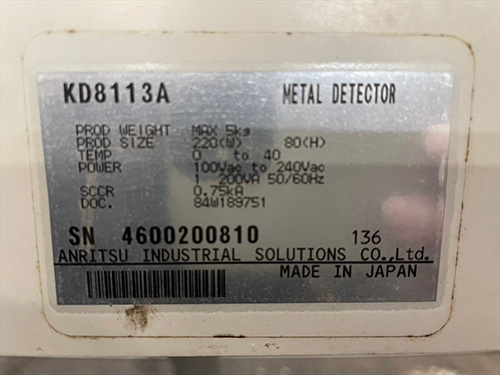 KD8113A METAL DETECTOR
PROD WEIGHT MAX 5kg
PROD SIZE 220(W) 80(H)
TEMP 0 to 40
POWER 100Vac to 240Vac
1 200VA 50/60Hz
SCCR 0.75kA
DOC. 84W189751
SN 4600200810 136
ANRITSU INDUSTRIAL SOLUTIONS CO.,Ltd.
MADE IN JAPAN